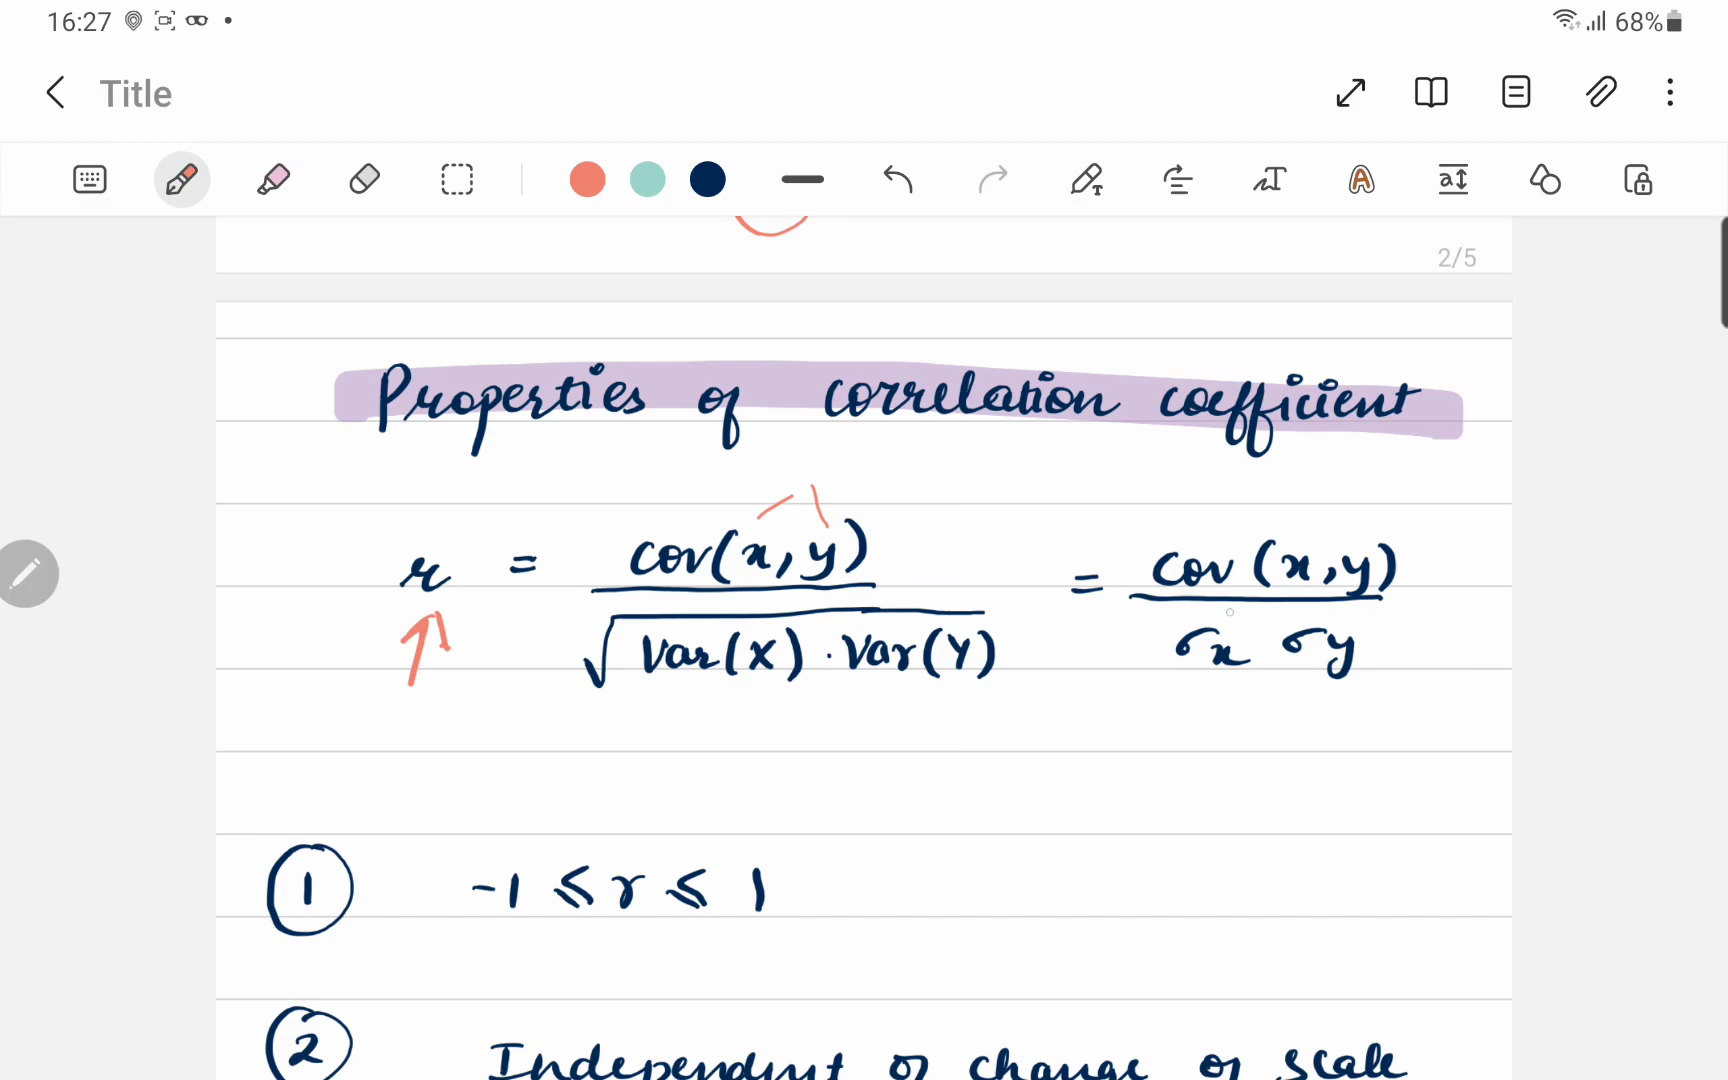 16:27 68%
Title
a
2/5
Properties of correlation coefficient
r = cov(x,y) / √Var(X)·Var(Y) = cov(x,y) / σx σy
1 -1 ≤ r ≤ 1
2 Independent of change of scale